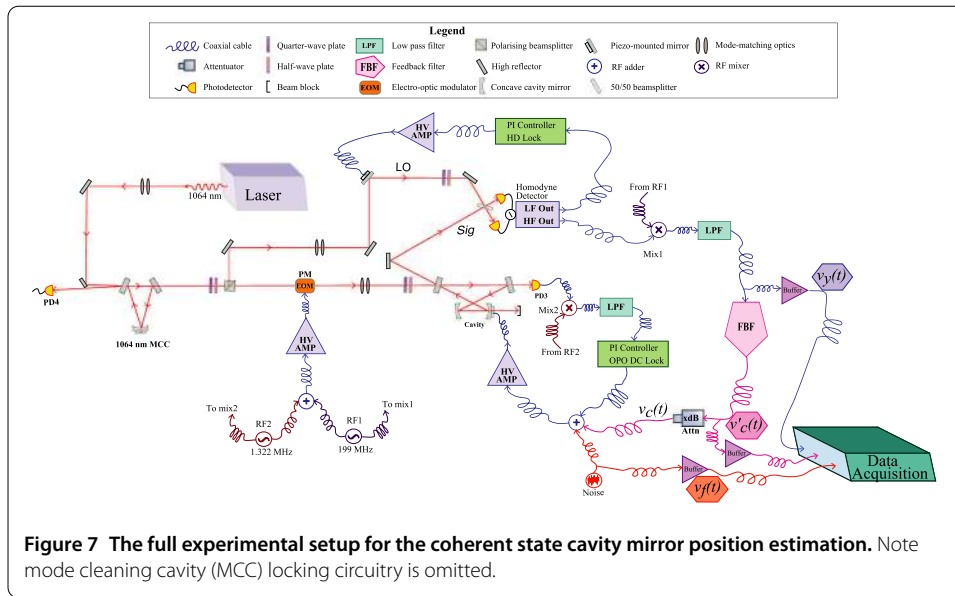 Legend
Coaxial cable
Quarter-wave plate
LPF
Low pass filter
Polarising beamsplitter
Piezo-mounted mirror
Mode-matching optics
Attentuator
Half-wave plate
FBF
Feedback filter
High reflector
RF adder
RF mixer
Photodetector
Beam block
EOM
Electro-optic modulator
Concave cavity mirror
50/50 beamsplitter
HV
AMP
PI Controller
HD Lock
LO
Laser
1064 nm
Homodyne
Detector
LF Out
HF Out
Sig
From RF1
Mix1
LPF
PD4
1064 nm MCC
PM
EOM
Cavity
PD3
Mix2
From RF2
LPF
PI Controller
OPO DC Lock
Buffer
vy(t)
FBF
HV
AMP
HV
AMP
To mix2
RF2
1.322 MHz
RF1
199 MHz
To mix1
vc(t)
xdB
Attn
v'c(t)
Buffer
Buffer
vf(t)
Noise
Data
Acquisition
Figure 7 The full experimental setup for the coherent state cavity mirror position estimation. Note
mode cleaning cavity (MCC) locking circuitry is omitted.